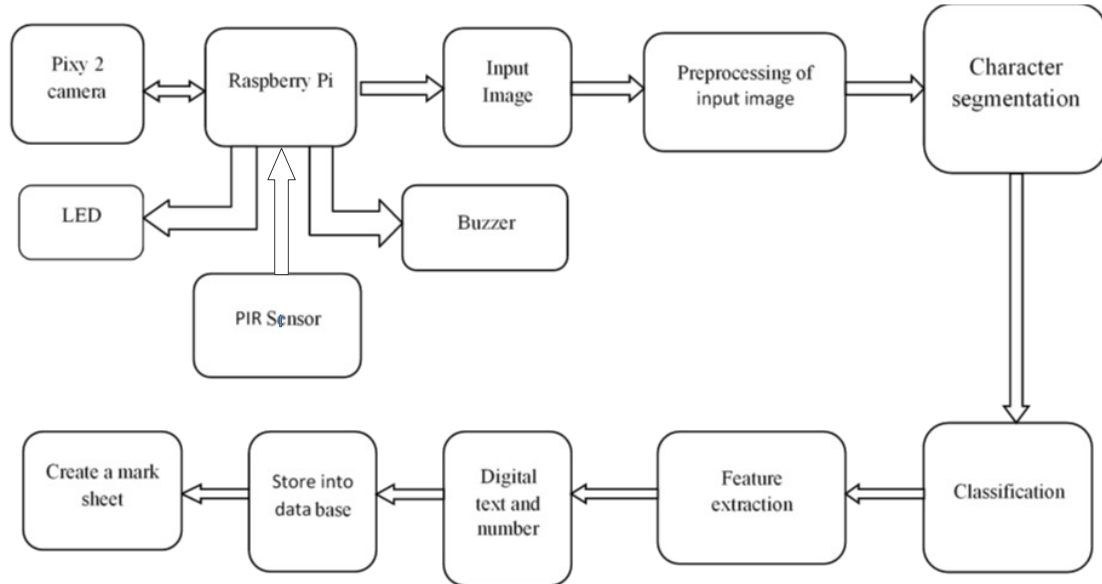 Pixy 2
camera
Raspberry Pi
Input
Image
Preprocessing of
input image
Character
segmentation
LED
Buzzer
PIR Sensor
Create a mark
sheet
Store into
data base
Digital
text and
number
Feature
extraction
Classification